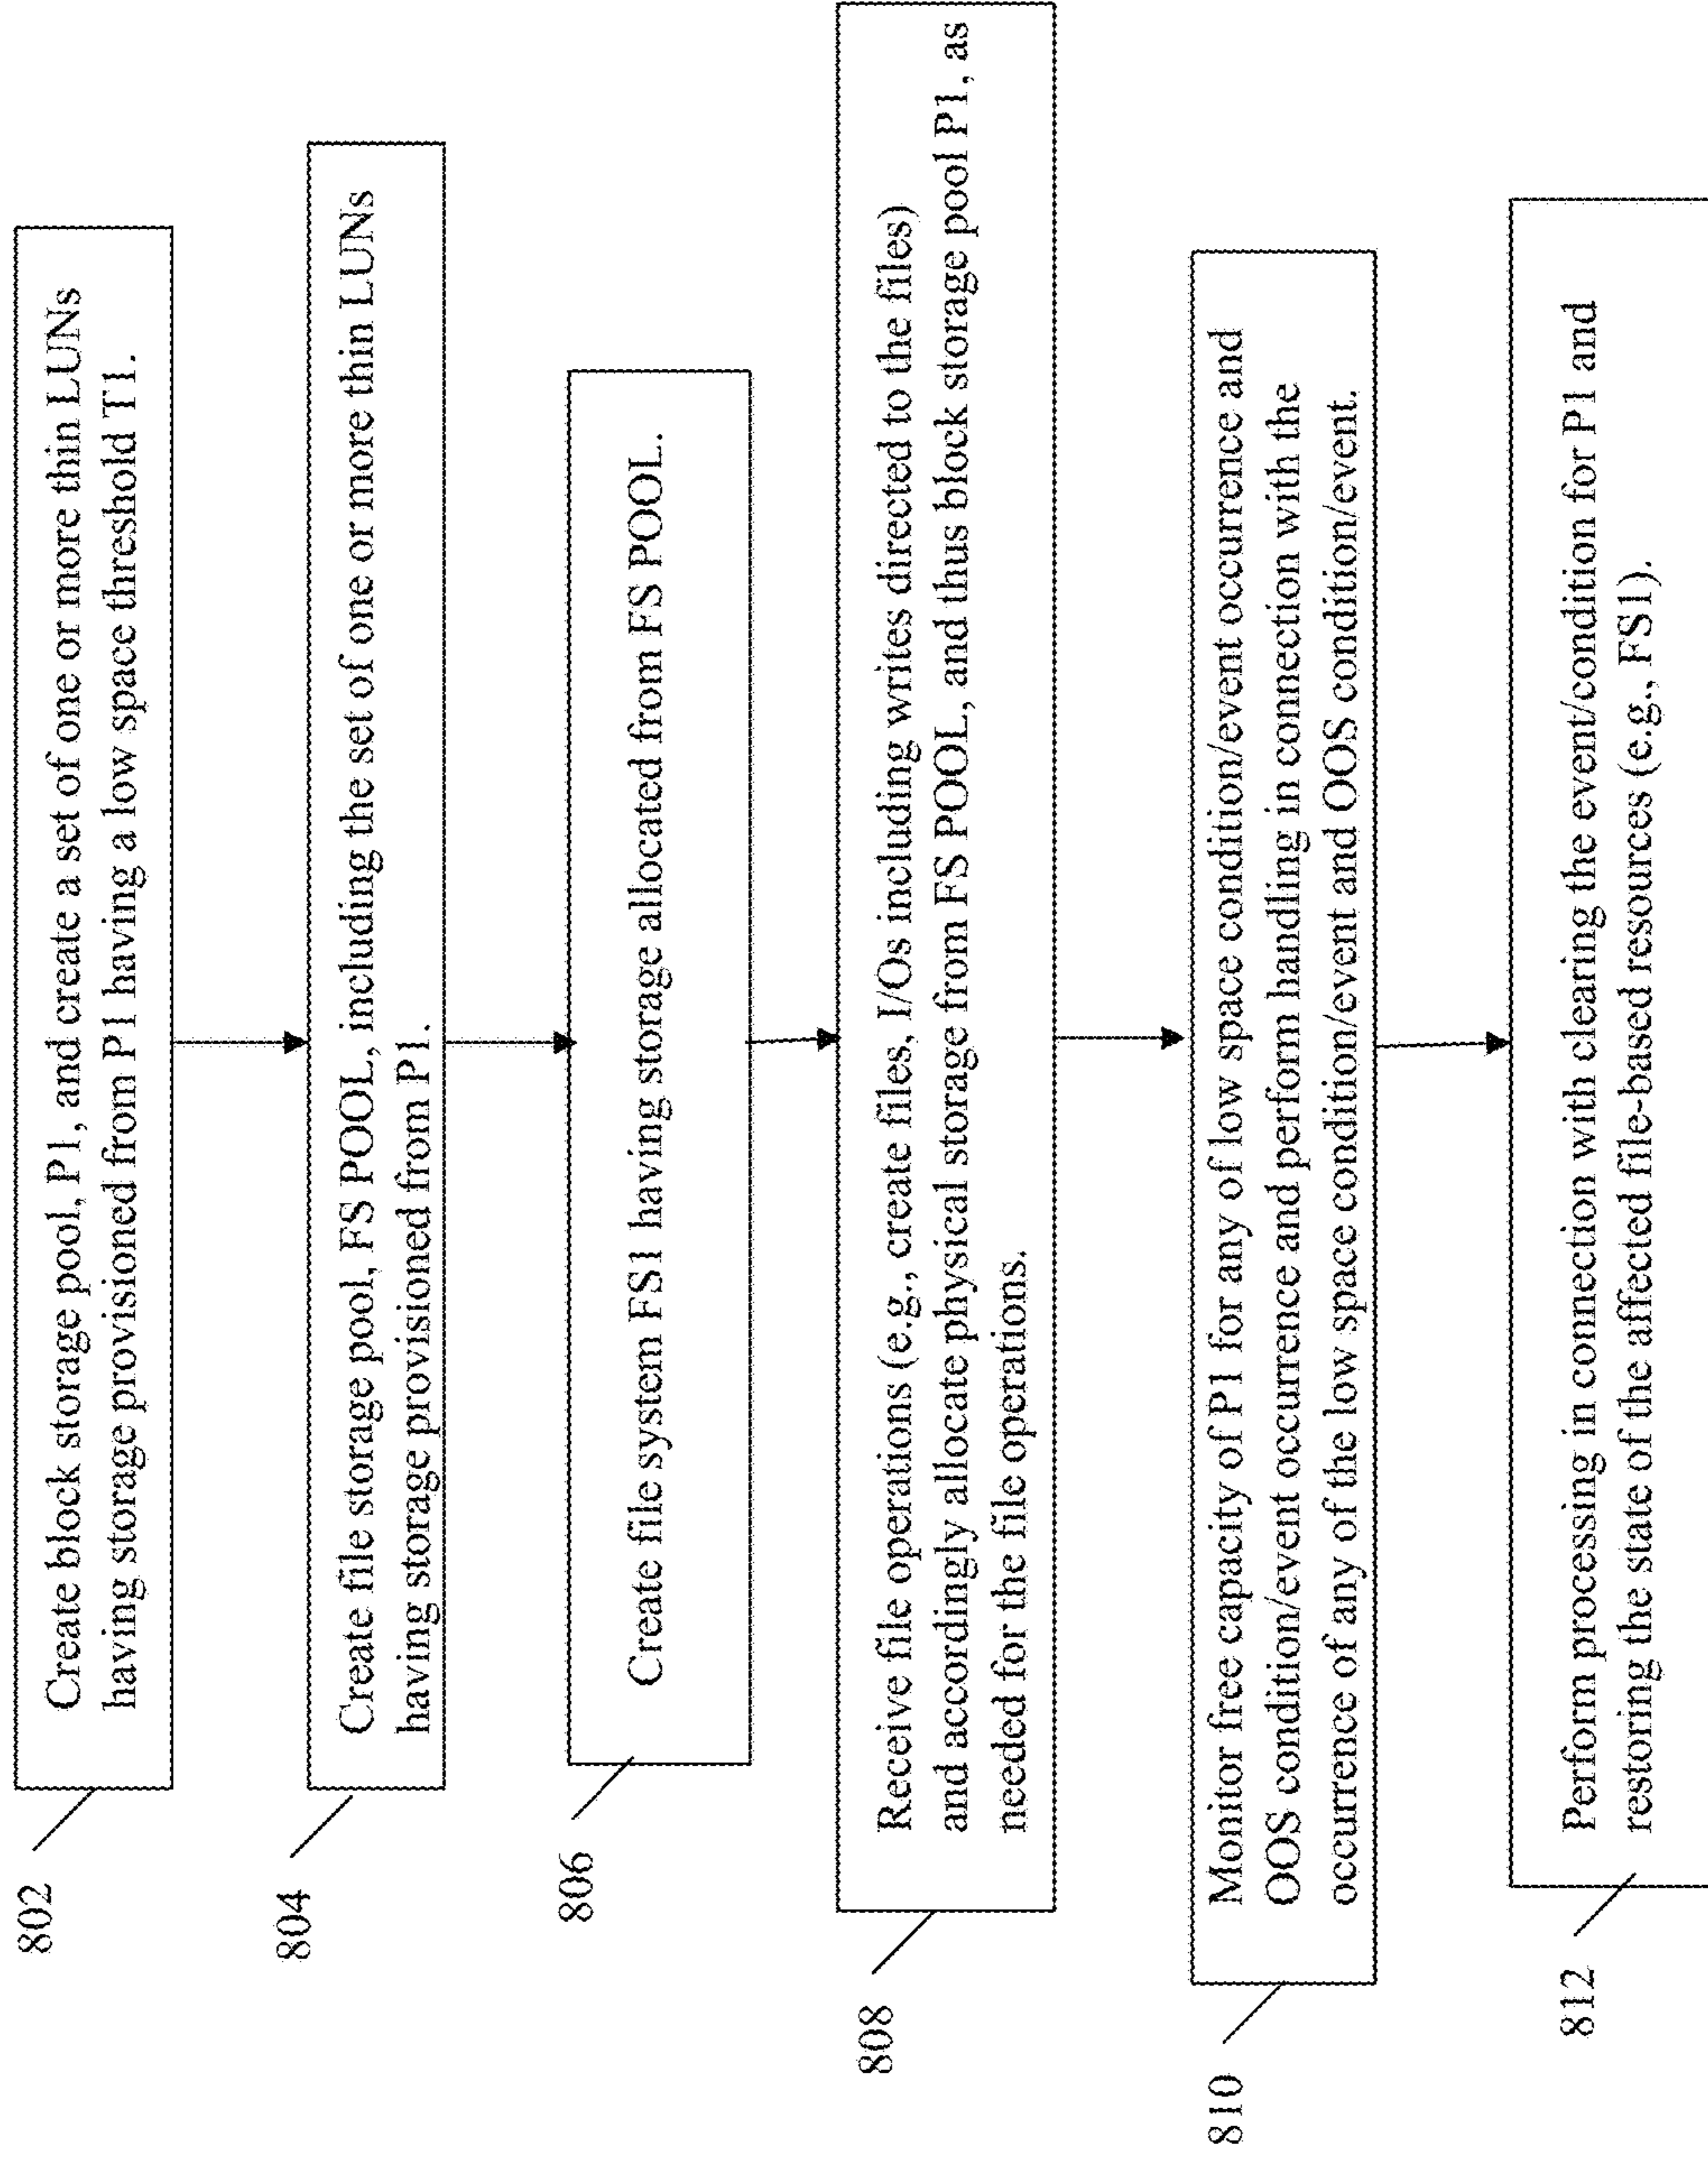 802
Create block storage pool, P1, and create a set of one or more thin LUNs
having storage provisioned from P1 having a low space threshold T1.
804
Create file storage pool, FS POOL, including the set of one or more thin LUNs
having storage provisioned from P1.
806
Create file system FS1 having storage allocated from FS POOL.
808
Receive file operations (e.g., create files, I/Os including writes directed to the files)
and accordingly allocate physical storage from FS POOL, and thus block storage pool P1, as
needed for the file operations.
810
Monitor free capacity of P1 for any of low space condition/event occurrence and
OOS condition/event occurrence and perform handling in connection with the
occurrence of any of the low space condition/event and OOS condition/event.
812
Perform processing in connection with clearing the event/condition for P1 and
restoring the state of the affected file-based resources (e.g., FS1).